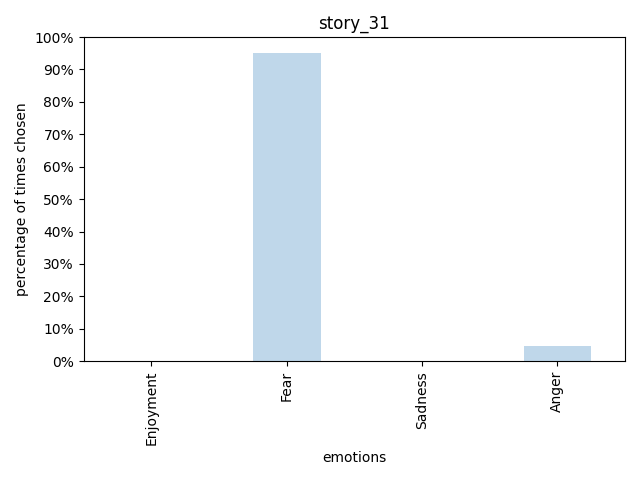 story_31
100%
90%
80%
70%
60%
50%
40%
30%
20%
10%
0%
percentage of times chosen
Enjoyment
Fear
Sadness
Anger
emotions